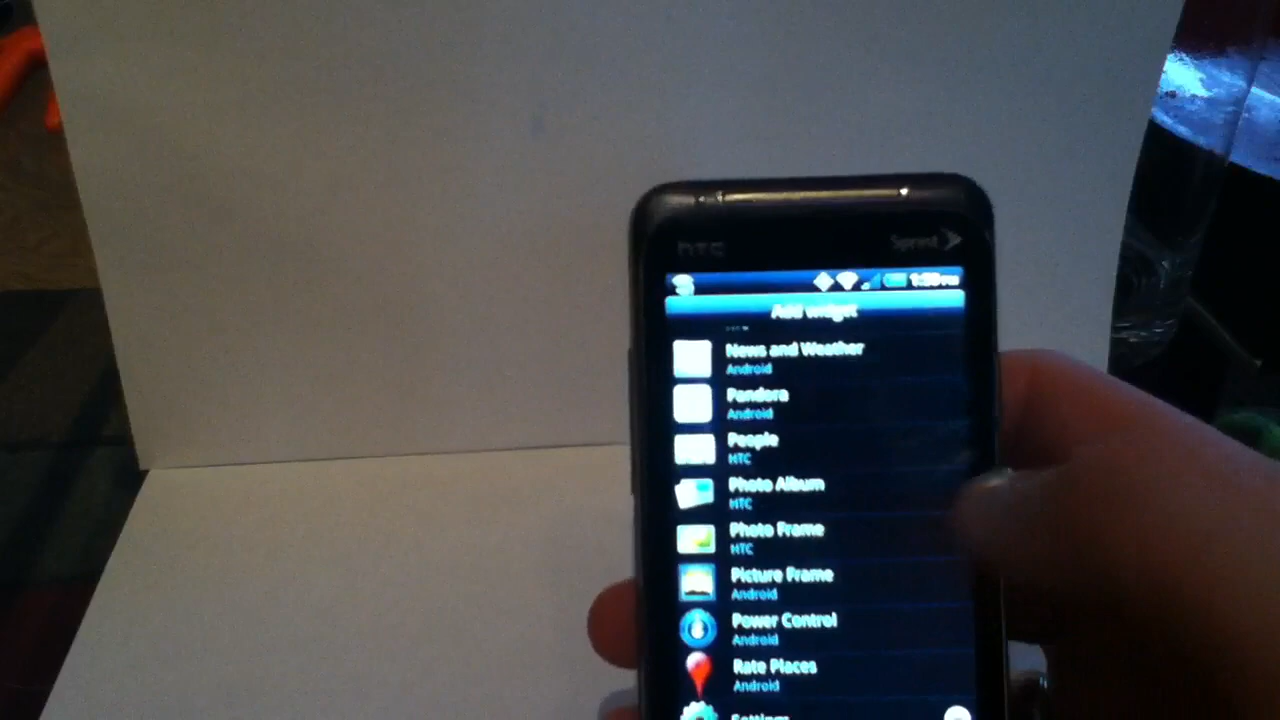 hTC
Sprint
Add widget
News and Weather
Android
Pandora
Android
People
HTC
Photo Album
HTC
Photo Frame
HTC
Picture Frame
Android
Power Control
Android
Rate Places
Android
Settings